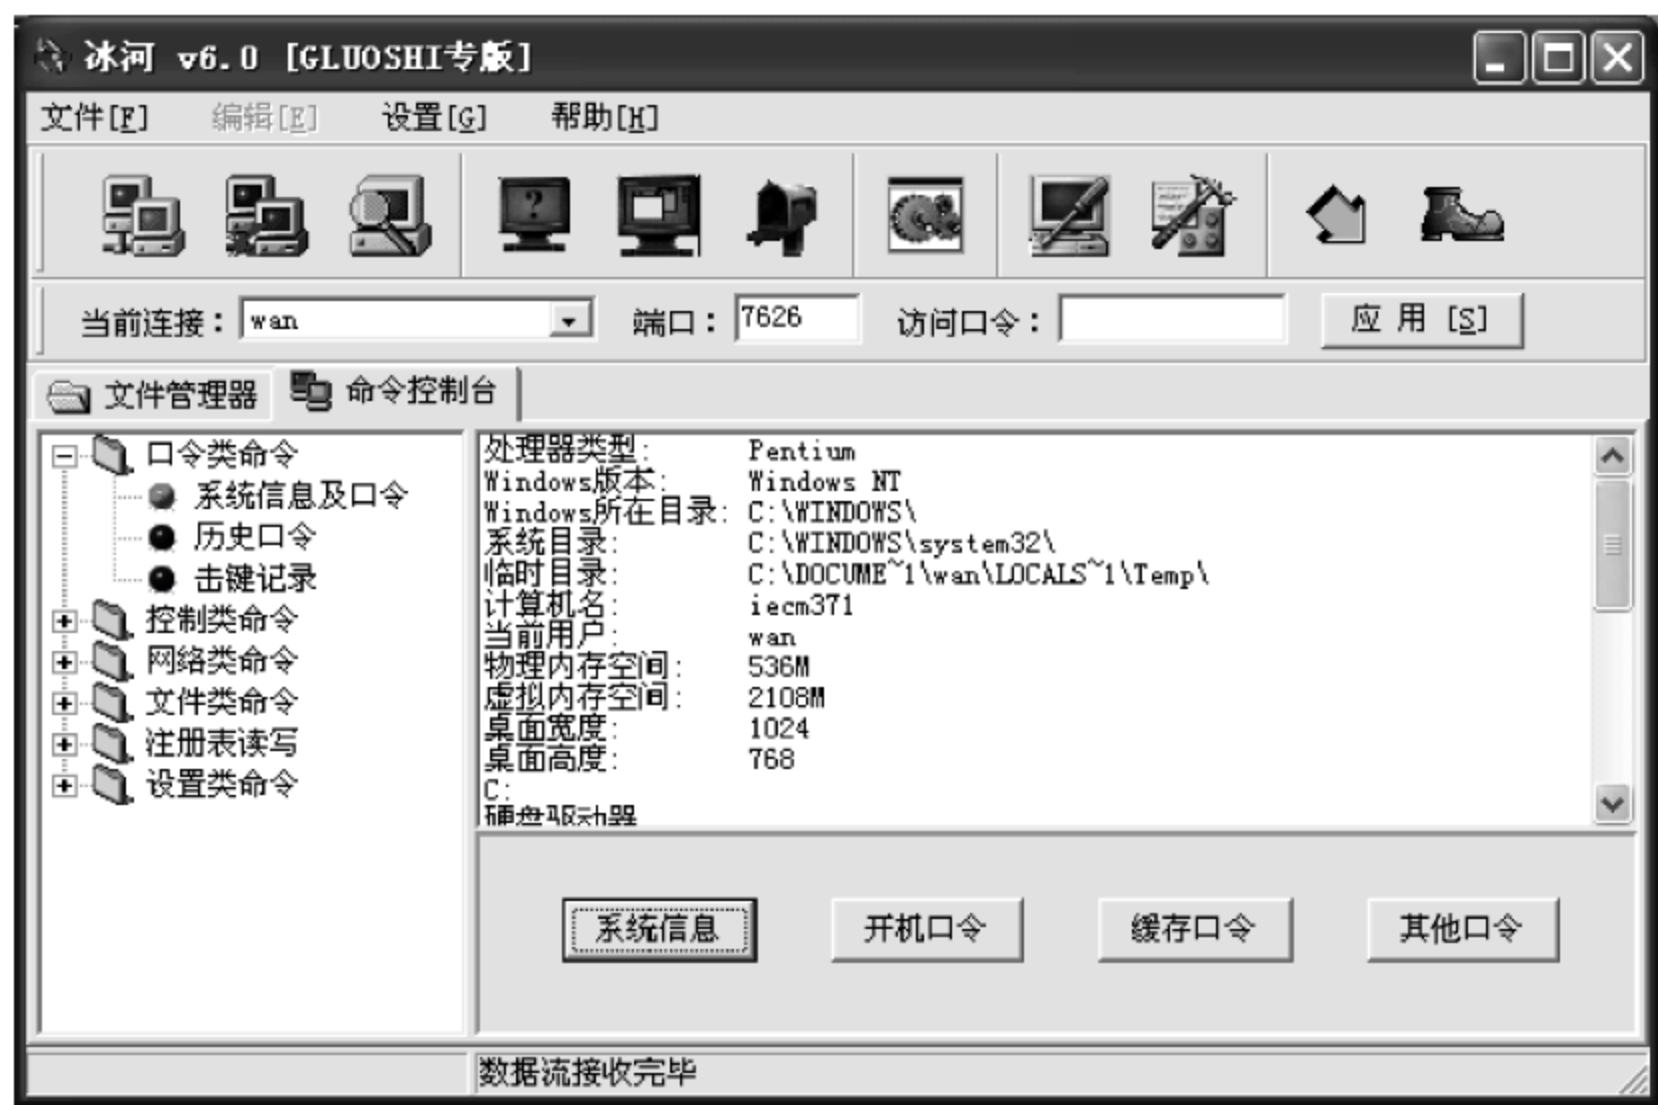 冰河 v6.0 [GLUOSHI专版]
文件[F] 编辑[E] 设置[G] 帮助[H]
?
当前连接： wan 端口： 7626 访问口令： 应 用 [S]
文件管理器 命令控制台
口令类命令
系统信息及口令
历史口令
击键记录
控制类命令
网络类命令
文件类命令
注册表读写
设置类命令
处理器类型: Pentium
Windows版本: Windows NT
Windows所在目录: C:\WINDOWS\
系统目录: C:\WINDOWS\system32\
临时目录: C:\DOCUME~1\wan\LOCALS~1\Temp\
计算机名: iecm371
当前用户: wan
物理内存空间: 536M
虚拟内存空间: 2108M
桌面宽度: 1024
桌面高度: 768
C:
硬盘驱动器
系统信息 开机口令 缓存口令 其他口令
数据流接收完毕